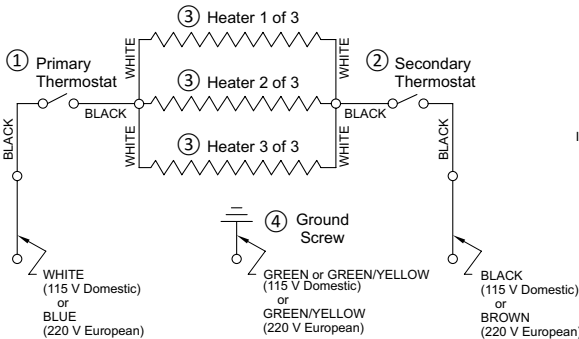 ③ Heater 1 of 3
① Primary
Thermostat
WHITE
WHITE
② Secondary
Thermostat
③ Heater 2 of 3
BLACK
BLACK
BLACK
WHITE
WHITE
BLACK
③ Heater 3 of 3
④ Ground
Screw
WHITE
(115 V Domestic)
or
BLUE
(220 V European)
GREEN or GREEN/YELLOW
(115 V Domestic)
or
GREEN/YELLOW
(220 V European)
BLACK
(115 V Domestic)
or
BROWN
(220 V European)